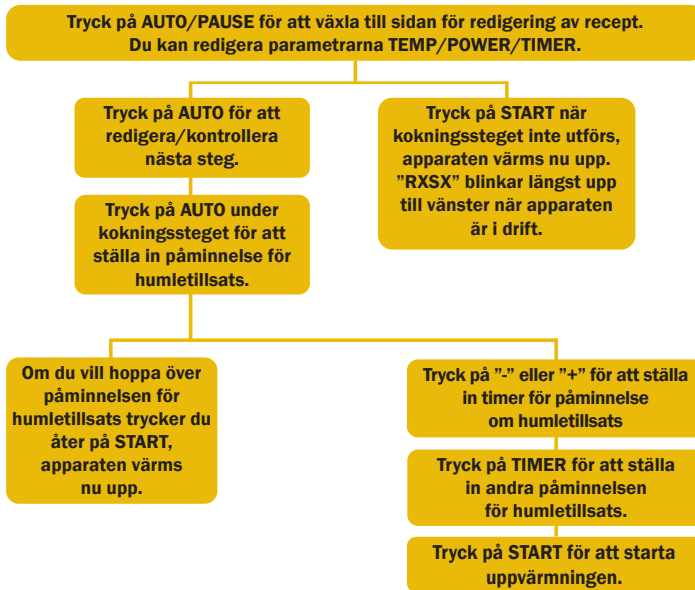 Tryck på AUTO/PAUSE för att växla till sidan för redigering av recept.
Du kan redigera parametrarna TEMP/POWER/TIMER.
Tryck på AUTO för att
redigera/kontrollera
nästa steg.
Tryck på START när
kokningssteget inte utförs,
apparaten värms nu upp.
”RXSX” blinkar längst upp
till vänster när apparaten
är i drift.
Tryck på AUTO under
kokningssteget för att
ställa in påminnelse för
humletillsats.
Om du vill hoppa över
påminnelsen för
humletillsats trycker du
åter på START,
apparaten värms
nu upp.
Tryck på ”-” eller ”+” för att ställa
in timer för påminnelse
om humletillsats
Tryck på TIMER för att ställa
in andra påminnelsen
för humletillsats.
Tryck på START för att starta
uppvärmningen.